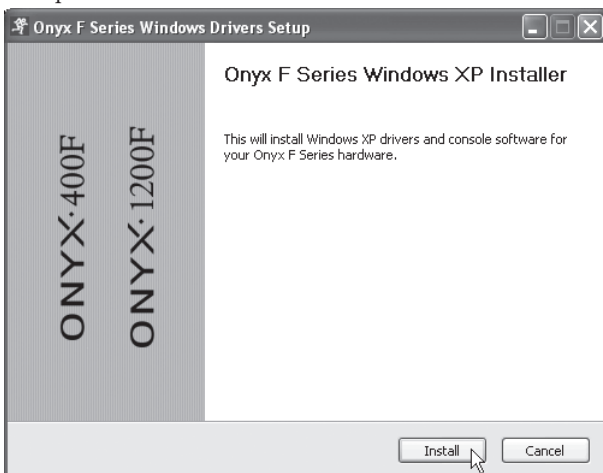 Onyx F Series Windows Drivers Setup
Onyx F Series Windows XP Installer
This will install Windows XP drivers and console software for
your Onyx F Series hardware.
ONYX·400F
ONYX·1200F
Install
Cancel